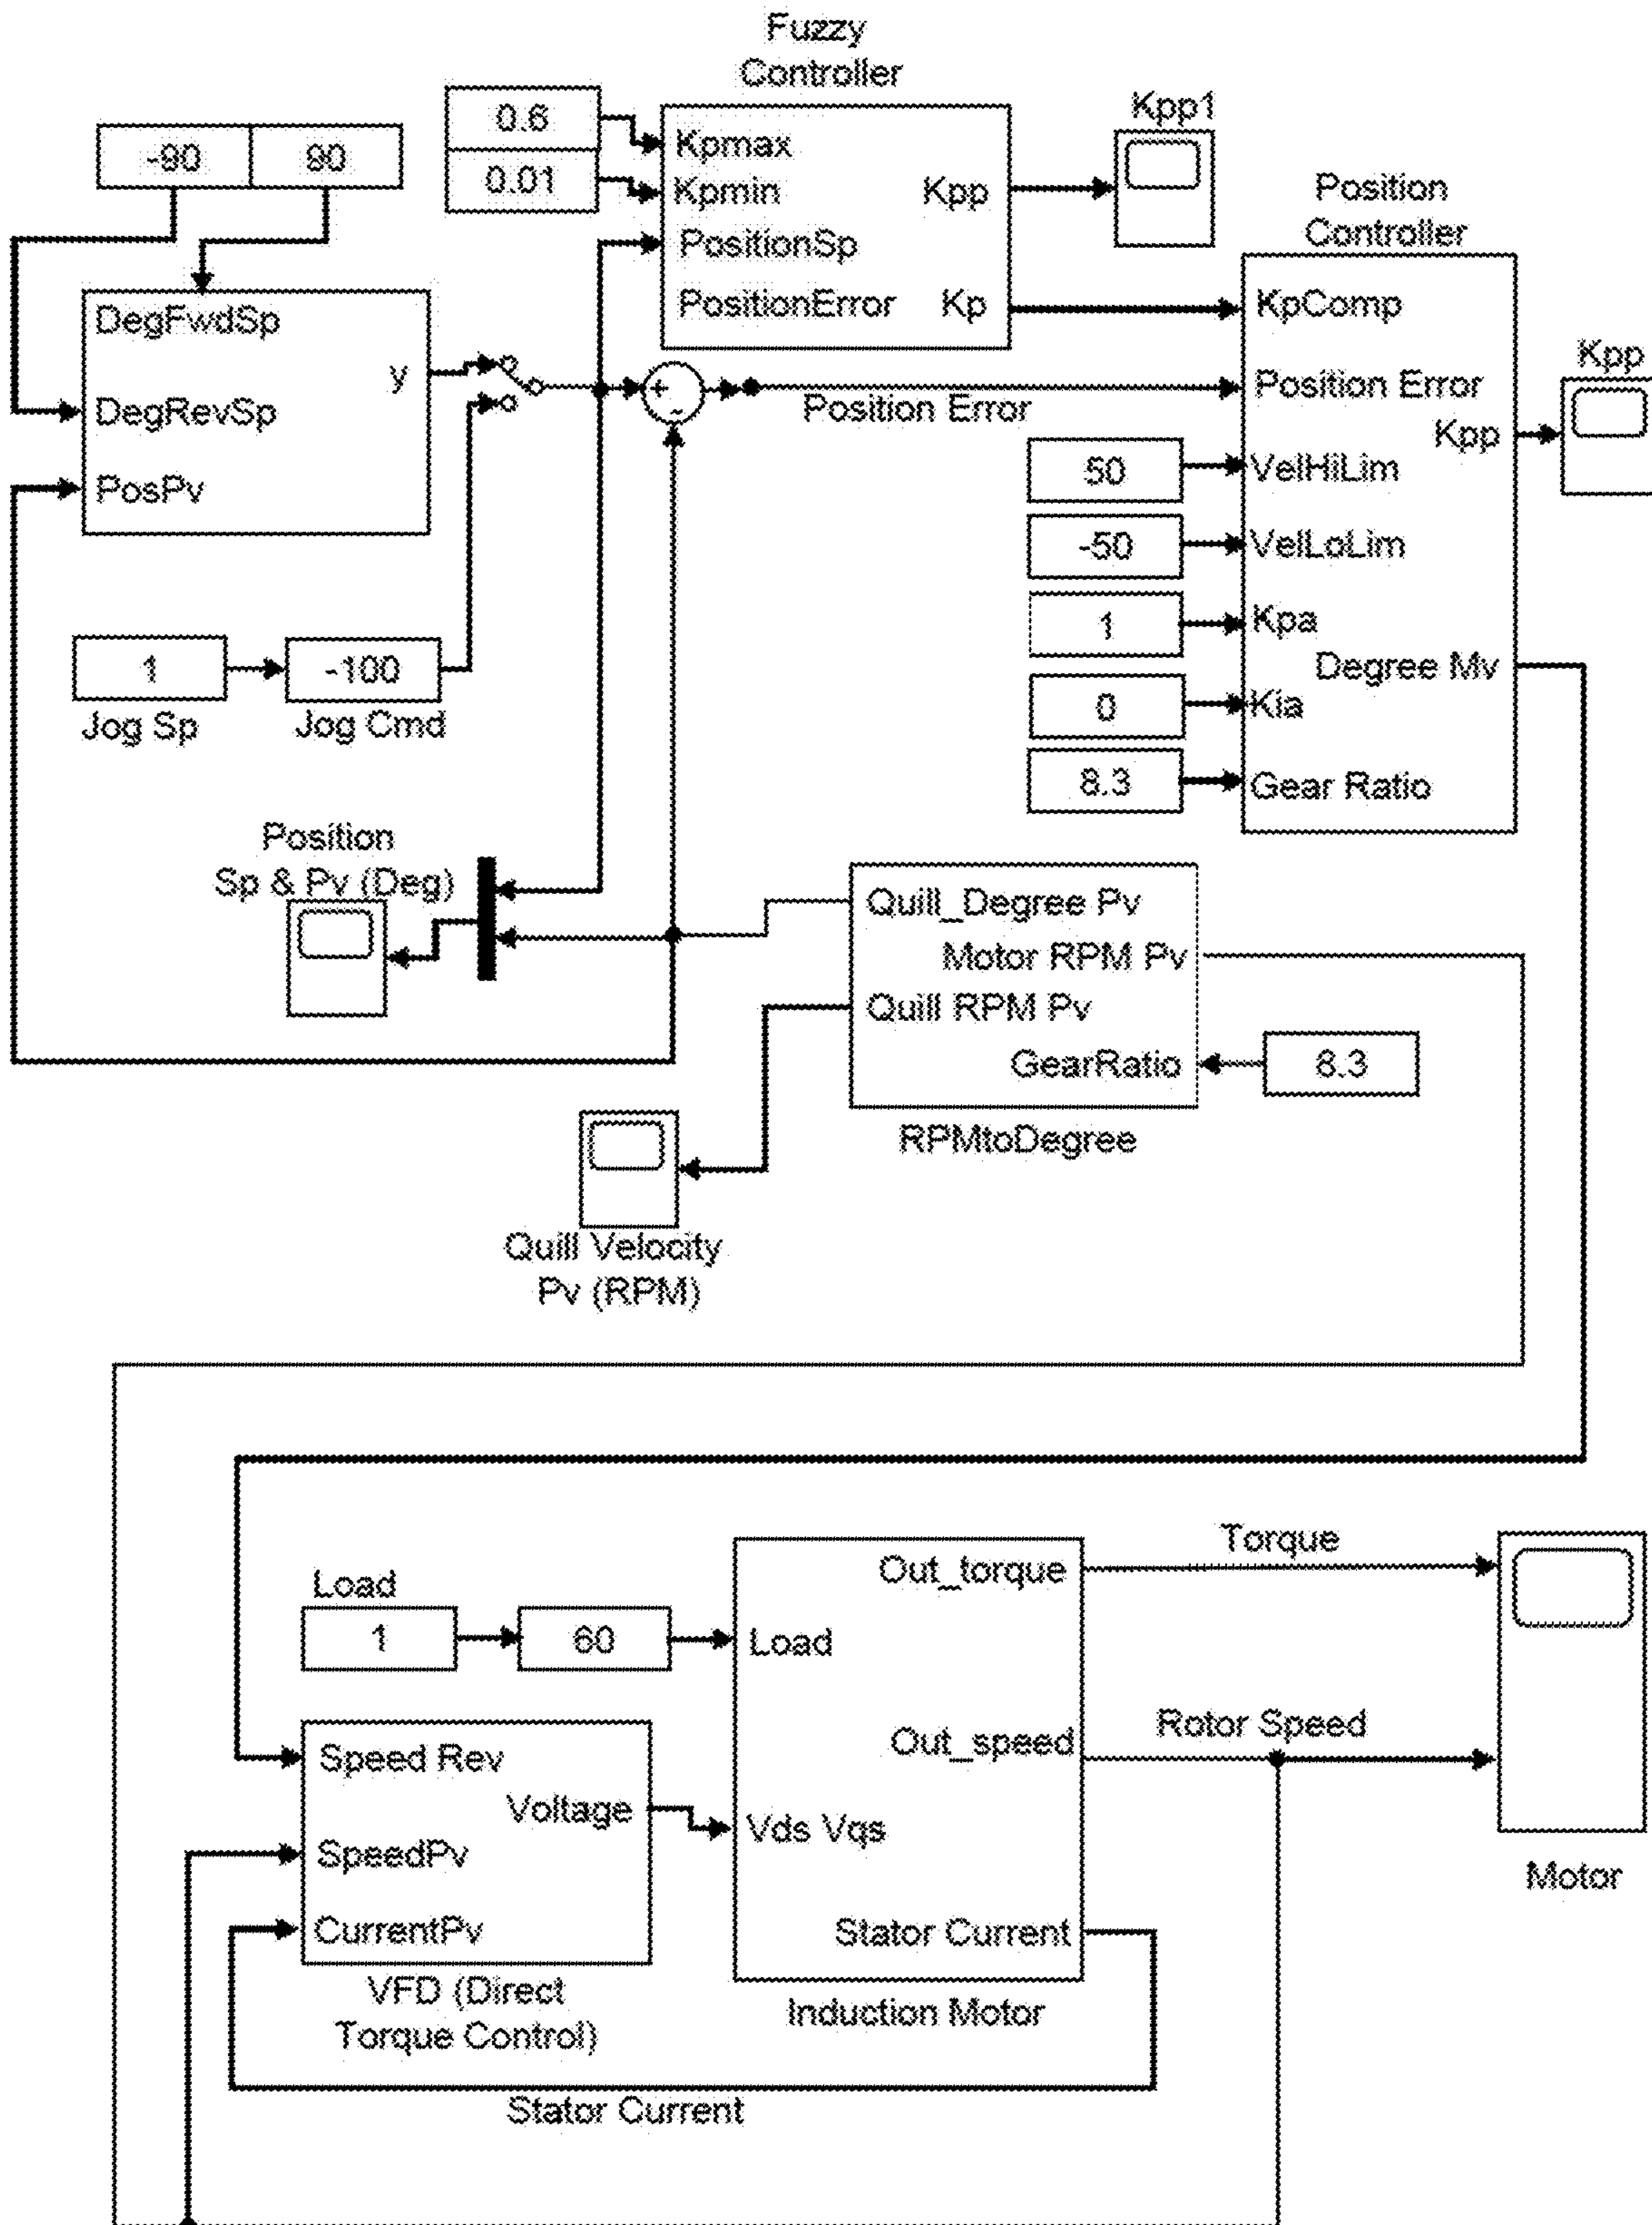 Fuzzy
Controller
-90
90
0.6
0.01
Kpmax
Kpmin
PositionSp
PositionError
Kpp
Kp
Kpp1
Position
Controller
KpComp
Position Error
VelHiLim
VelLoLim
Kpa
Kia
Gear Ratio
Kpp
Degree Mv
Kpp
DegFwdSp
DegRevSp
PosPv
y
+
-
Position Error
50
-50
1
0
8.3
1
Jog Sp
-100
Jog Cmd
Position
Sp & Pv (Deg)
Quill_Degree Pv
Motor RPM Pv
Quill RPM Pv
GearRatio
8.3
RPMtoDegree
Quill Velocity
Pv (RPM)
Load
1
60
Load
Out_torque
Out_speed
Vds Vqs
Stator Current
Induction Motor
Torque
Rotor Speed
Motor
Speed Rev
Voltage
SpeedPv
CurrentPv
VFD (Direct
Torque Control)
Stator Current